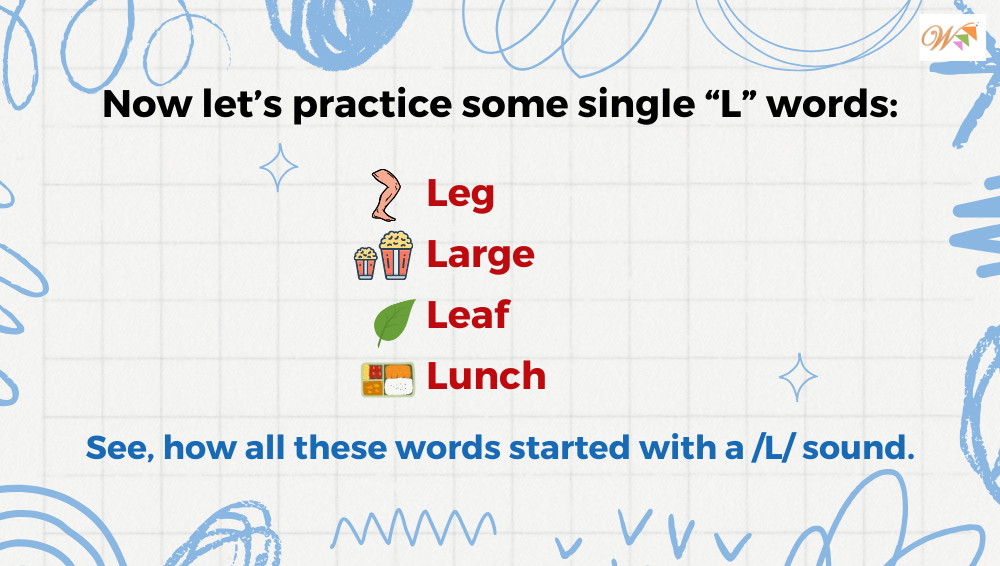 W
Now let’s practice some single “L” words:
Leg
Large
Leaf
Lunch
See, how all these words started with a /L/ sound.